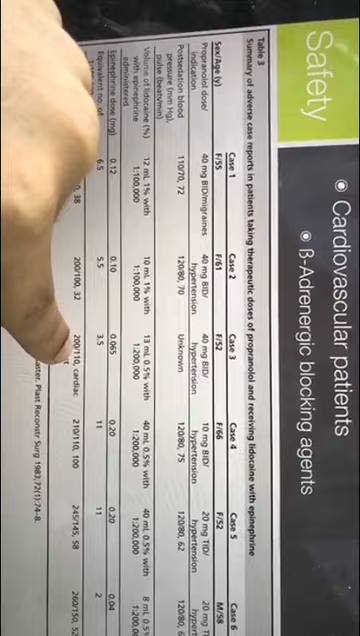 Safety
Cardiovascular patients
β-Adrenergic blocking agents
Table 3
Summary of adverse case reports in patients taking therapeutic doses of propranolol and receiving lidocaine with epinephrine
Case 1 Case 2 Case 3 Case 4 Case 5 Case 6
Sex/Age (y) F/55 F/61 F/52 F/66 F/52 M/58
Propranolol dose/ 40 mg BID/migraines 40 mg BID/ 40 mg BID/ 10 mg BID/ 20 mg TID/ 20 mg
indication hypertension hypertension hypertension hypertension
Postsedation blood 110/70, 72 120/80, 70 Unknown 120/80, 75 120/80, 62 120/80,
pressure (mm Hg),
pulse (beats/min)
Volume of lidocaine (%) 12 mL 1% with 10 mL 1% with 13 mL 0.5% with 40 mL 0.5% with 40 mL 0.5% with 8 mL 0.5%
with epinephrine 1:100,000 1:100,000 1:200,000 1:200,000 1:200,000
administered
Epinephrine dose (mg) 0.12 0.10 0.065 0.20 0.20 0.04
Equivalent no. of 6.5 5.5 3.5 11 11 2
38 200/100, 32 200/110, cardiac 210/110, 100 245/145, 58 260/150,
Plast Reconstr Surg 1983;72(1):74-8.